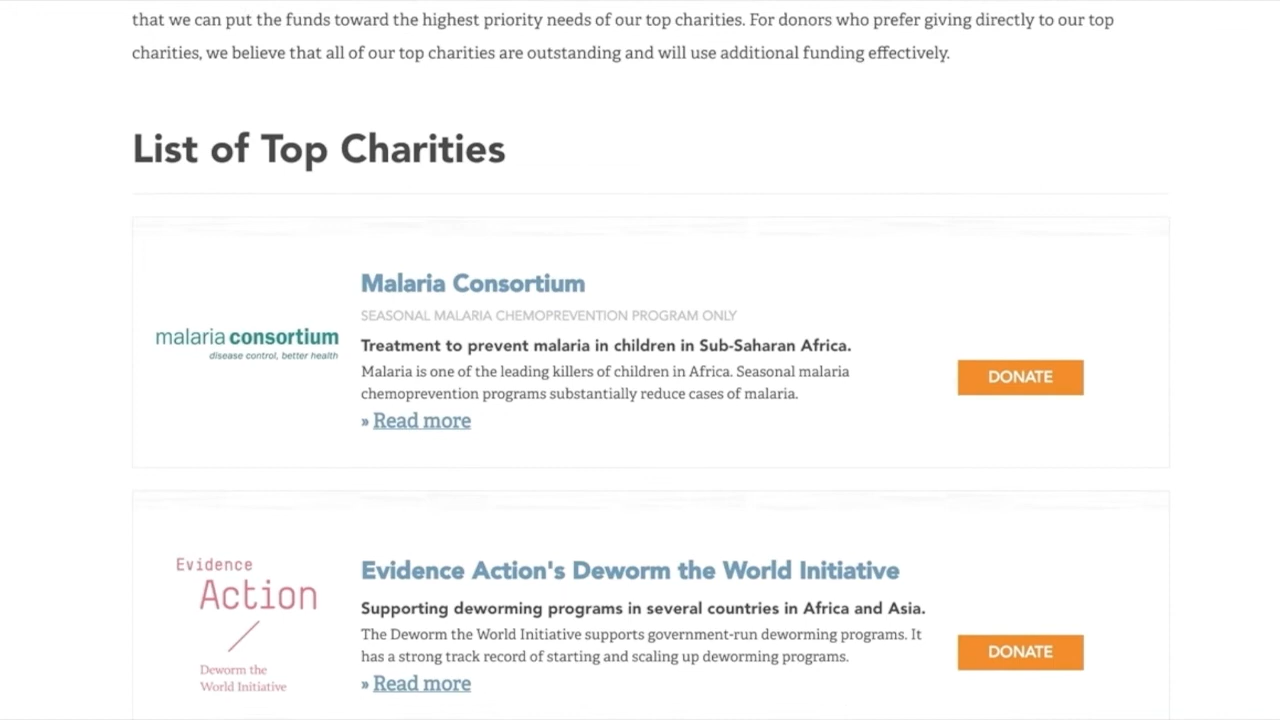 that we can put the funds toward the highest priority needs of our top charities. For donors who prefer giving directly to our top
charities, we believe that all of our top charities are outstanding and will use additional funding effectively.
List of Top Charities
malaria consortium
disease control, better health
Malaria Consortium
SEASONAL MALARIA CHEMOPREVENTION PROGRAM ONLY
Treatment to prevent malaria in children in Sub-Saharan Africa.
Malaria is one of the leading killers of children in Africa. Seasonal malaria
chemoprevention programs substantially reduce cases of malaria.
» Read more
DONATE
Evidence
Action
Deworm the
World Initiative
Evidence Action's Deworm the World Initiative
Supporting deworming programs in several countries in Africa and Asia.
The Deworm the World Initiative supports government-run deworming programs. It
has a strong track record of starting and scaling up deworming programs.
» Read more
DONATE